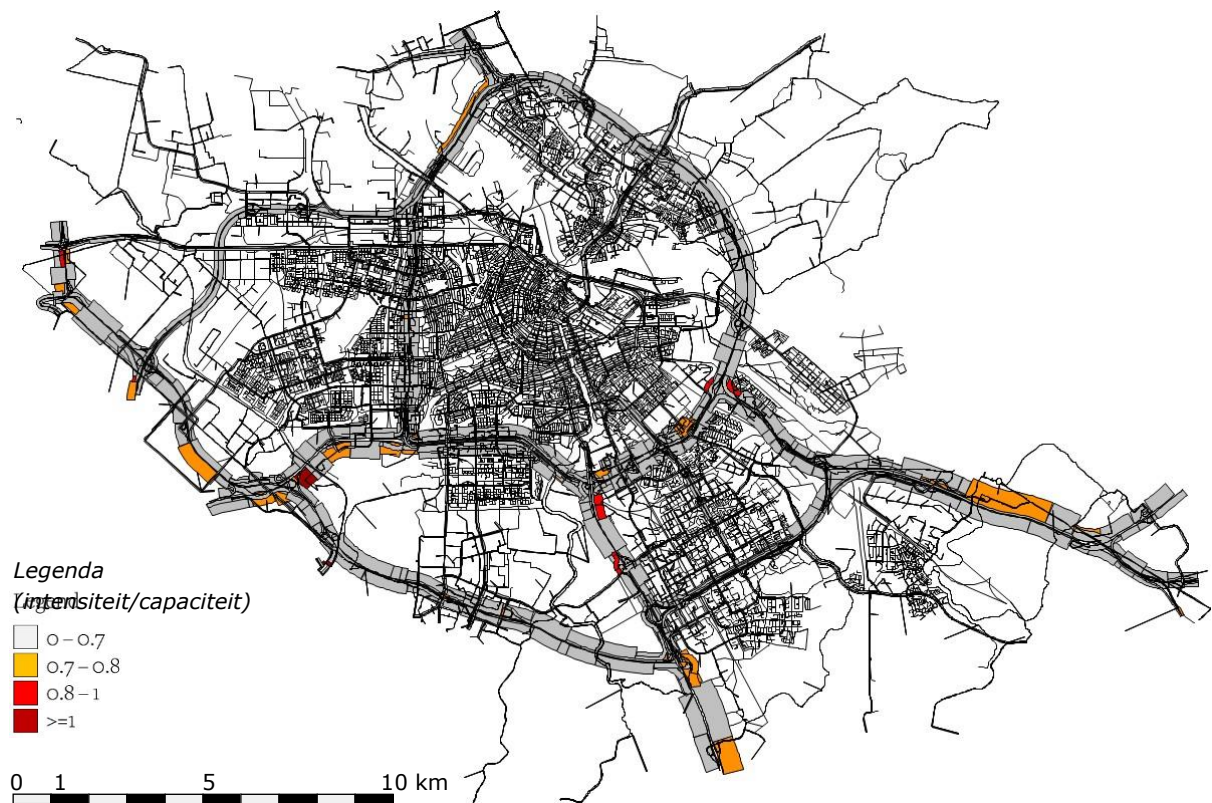 Legenda
(intensiteit/capaciteit)
0 – 0.7
0.7 – 0.8
0.8 – 1
>=1
0 1 5 10 km